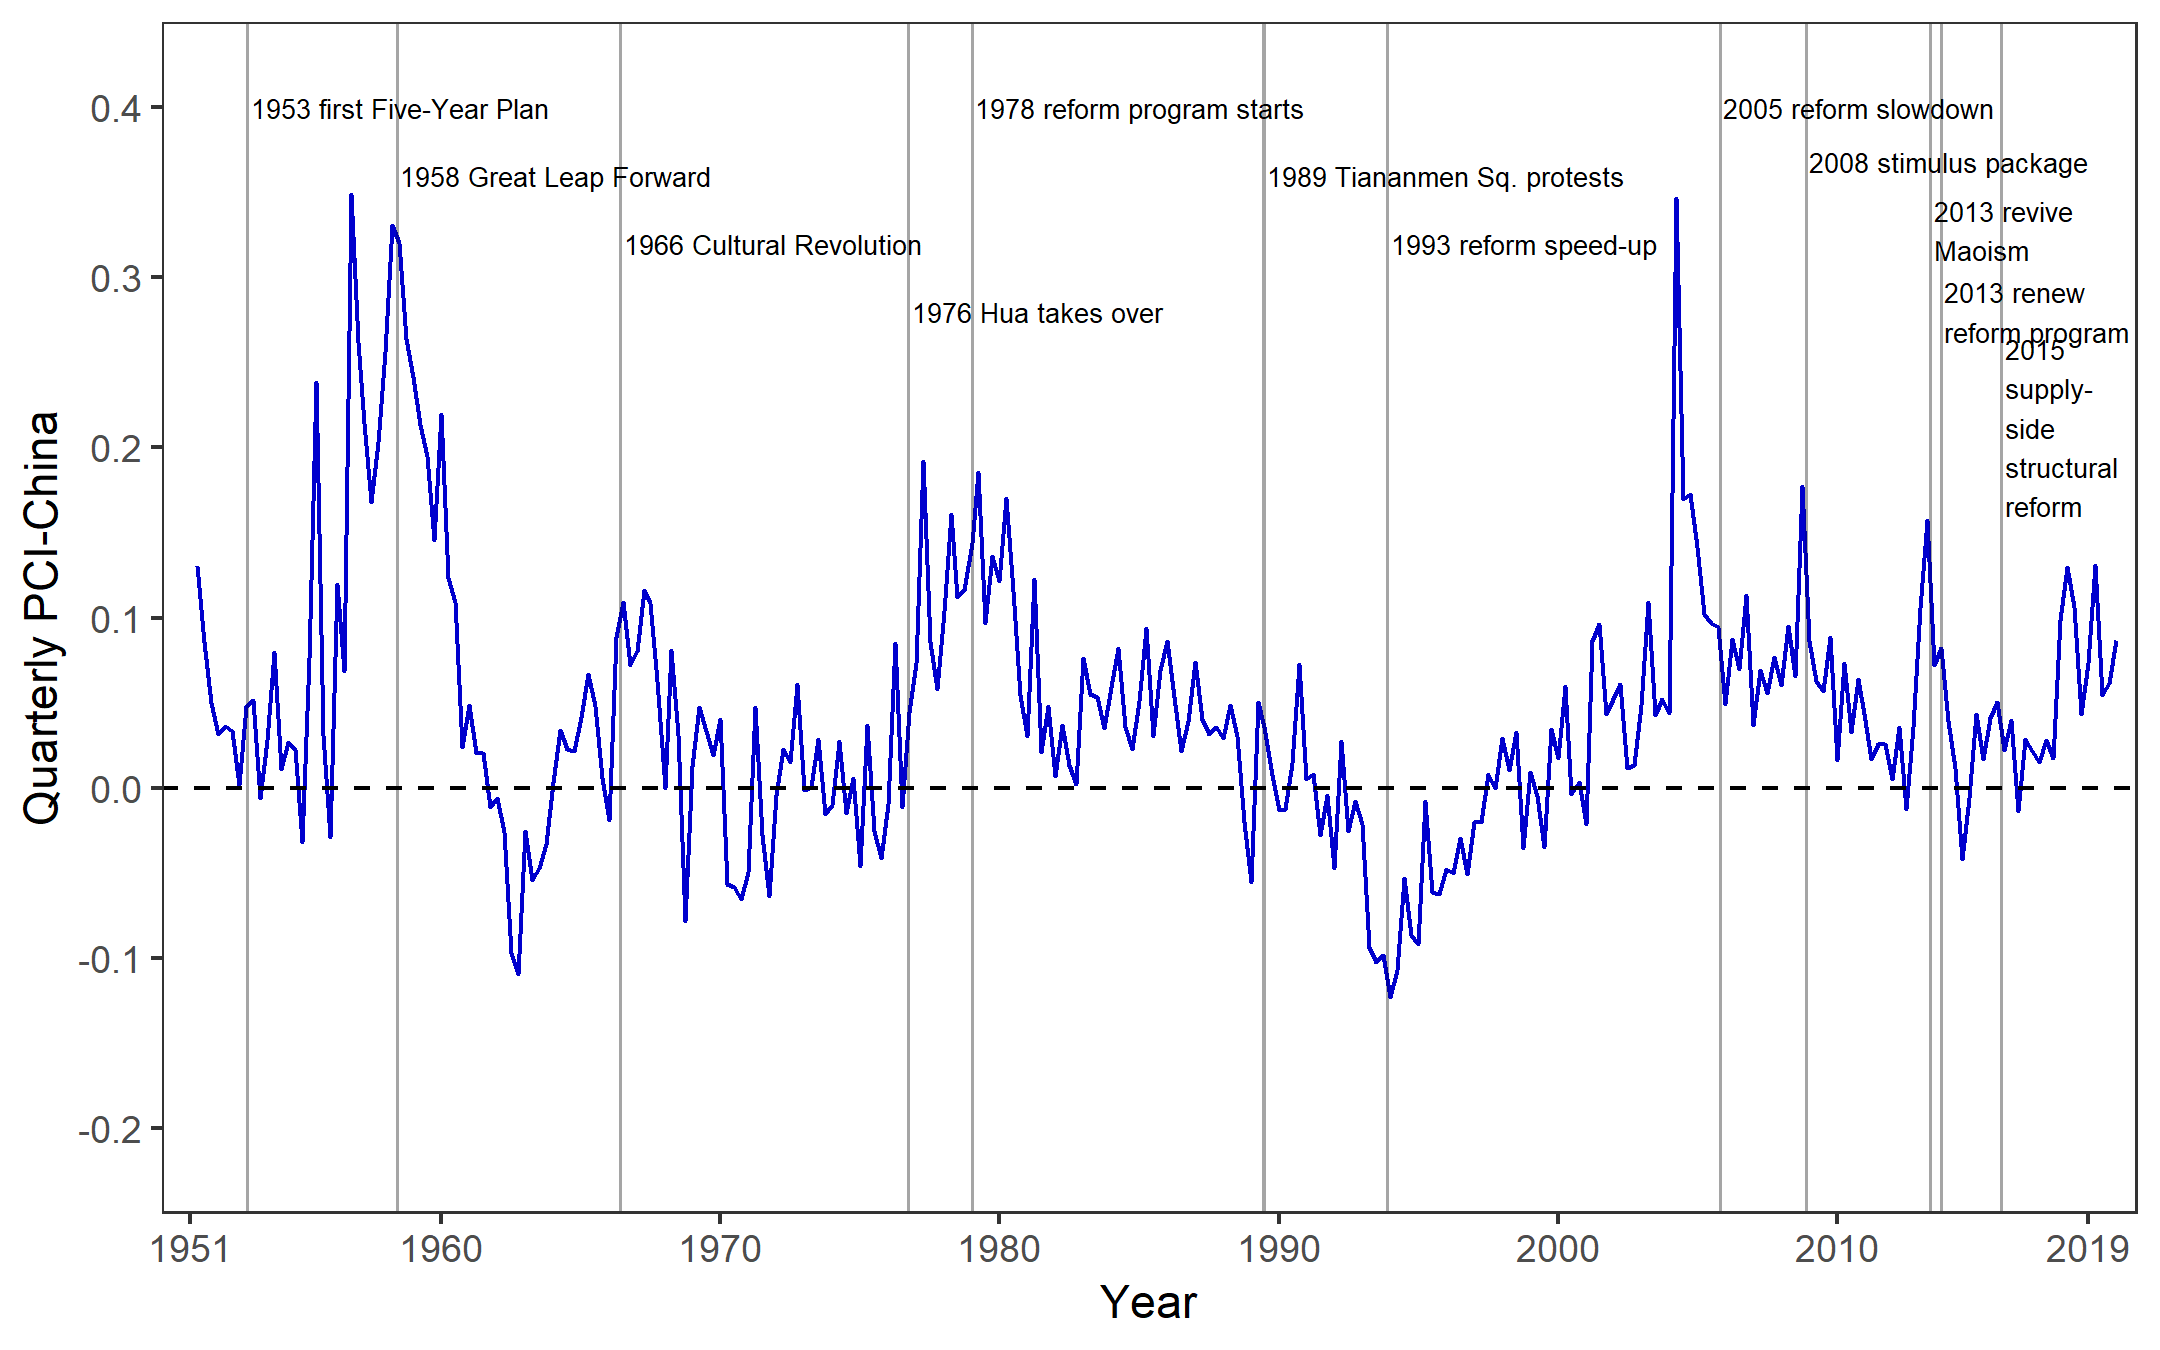 Quarterly PCI-China
0.4
0.3
0.2
0.1
0.0
-0.1
-0.2
1953 first Five-Year Plan
1958 Great Leap Forward
1966 Cultural Revolution
1976 Hua takes over
1978 reform program starts
1989 Tiananmen Sq. protests
1993 reform speed-up
2005 reform slowdown
2008 stimulus package
2013 revive
Maoism
2013 renew
reform program
2015
supply-
side
structural
reform
1951
1960
1970
1980
1990
2000
2010
2019
Year